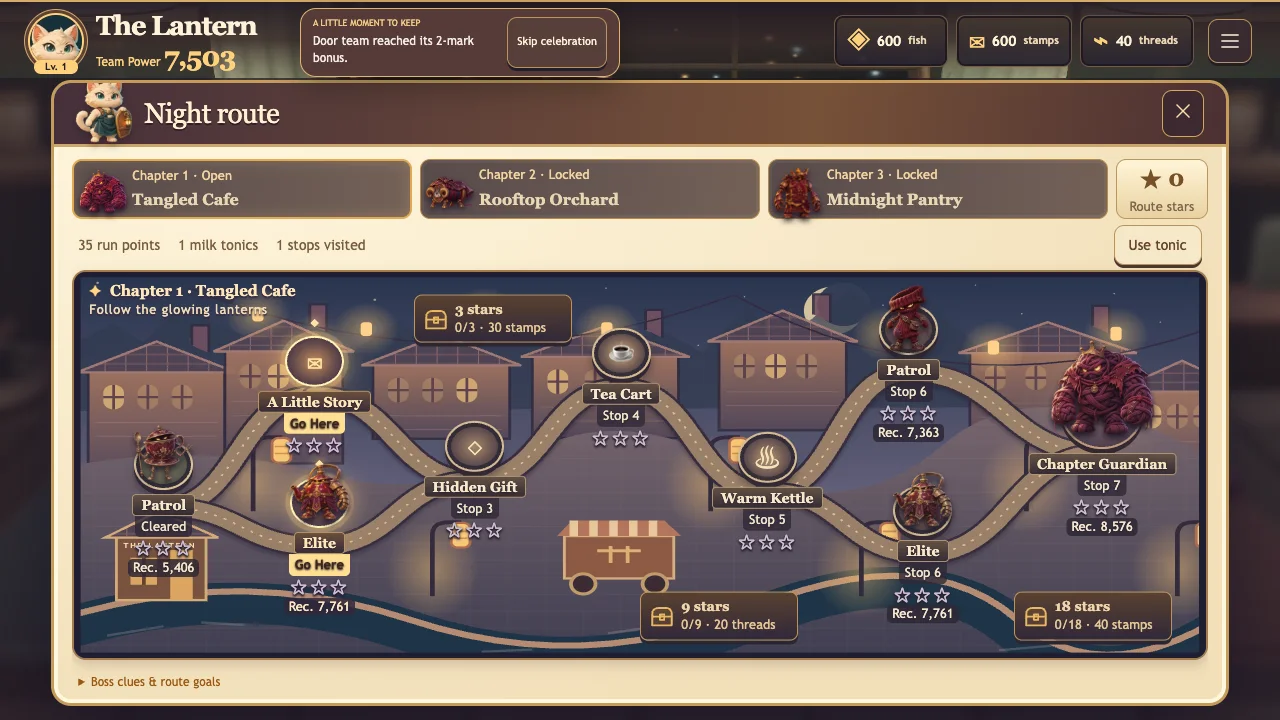 The Lantern
Team Power 7,503
Lv. 1
A LITTLE MOMENT TO KEEP
Door team reached its 2-mark
bonus.
Skip celebration
600 fish
600 stamps
40 threads
Night route
Chapter 1 · Open
Tangled Cafe
Chapter 2 · Locked
Rooftop Orchard
Chapter 3 · Locked
Midnight Pantry
★ 0
Route stars
35 run points
1 milk tonics
1 stops visited
Use tonic
Chapter 1 · Tangled Cafe
Follow the glowing lanterns
3 stars
0/3 · 30 stamps
A Little Story
Go Here
Patrol
Cleared
Rec. 5,406
Elite
Go Here
Rec. 7,761
Hidden Gift
Stop 3
Tea Cart
Stop 4
Warm Kettle
Stop 5
Patrol
Stop 6
Rec. 7,363
Elite
Stop 6
Rec. 7,761
Chapter Guardian
Stop 7
Rec. 8,576
9 stars
0/9 · 20 threads
18 stars
0/18 · 40 stamps
Boss clues & route goals